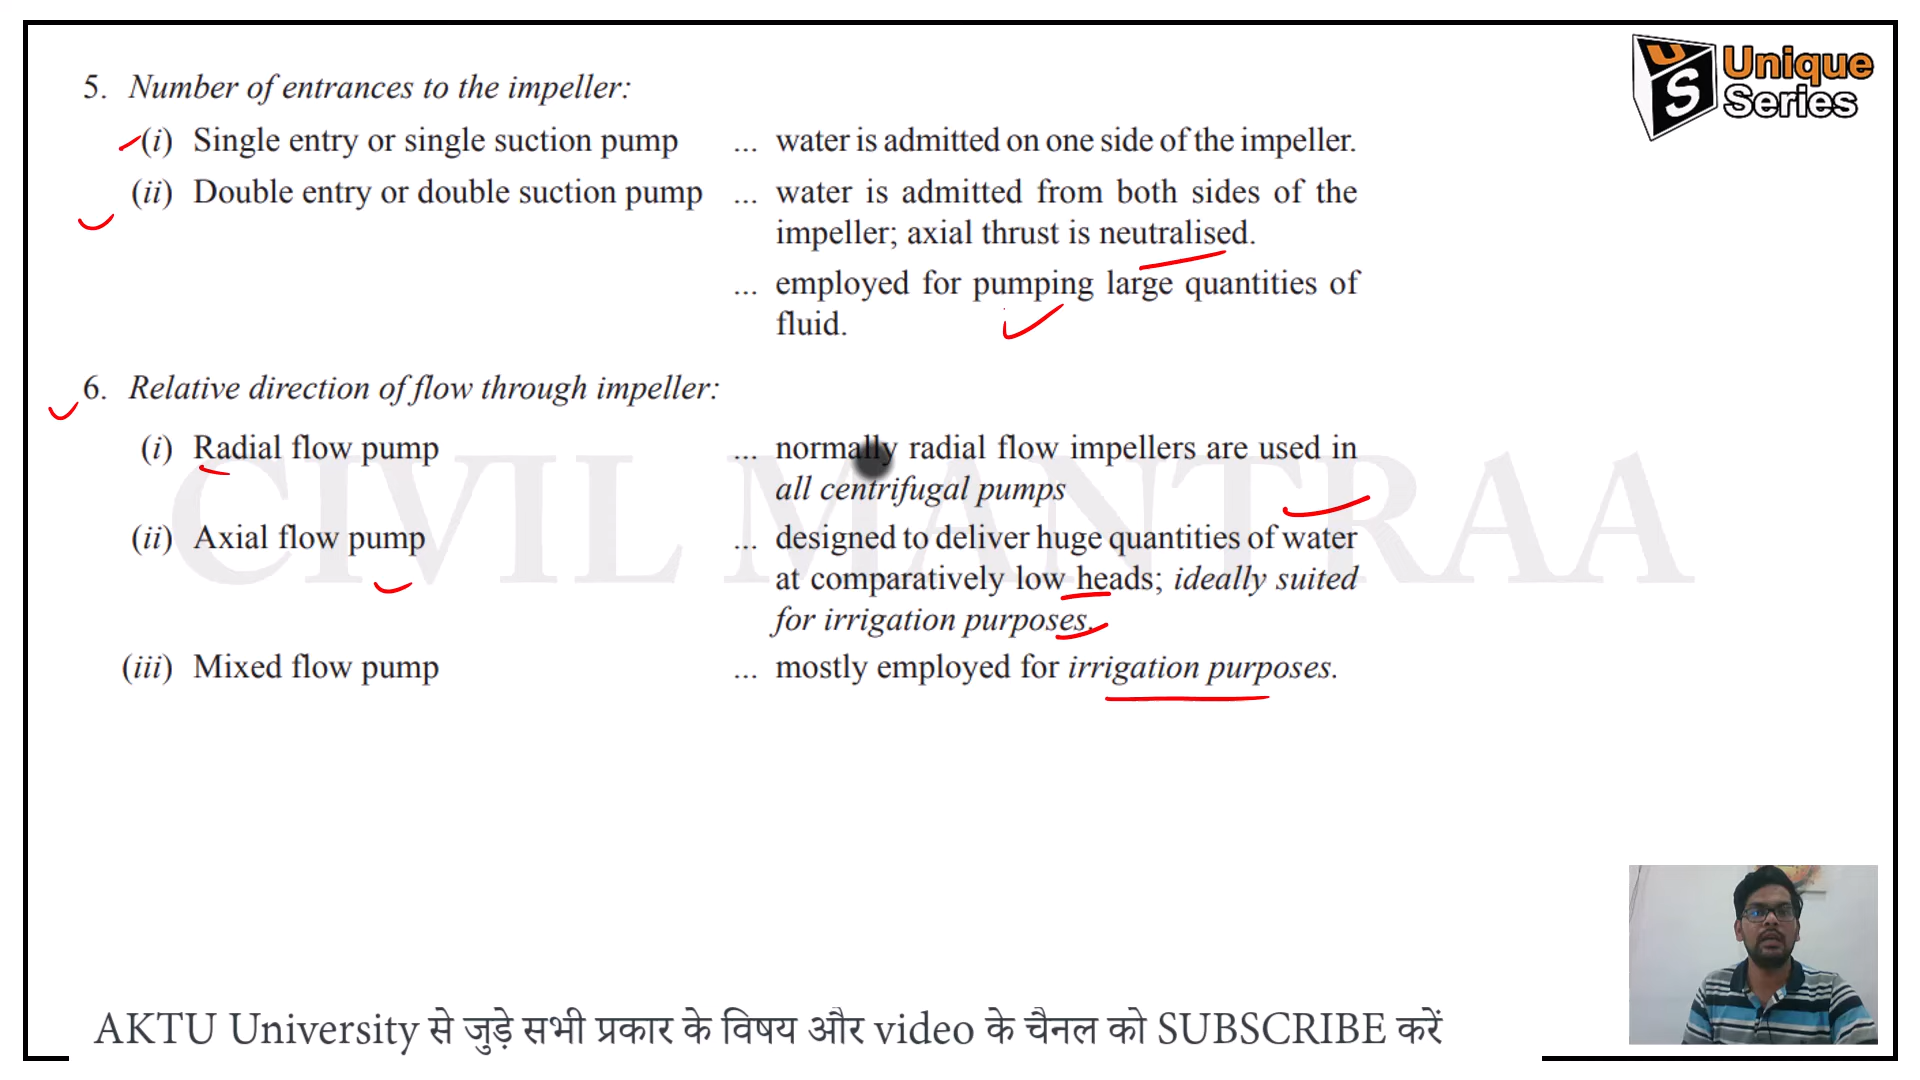 Unique
Series
US
5. Number of entrances to the impeller:
(i) Single entry or single suction pump ... water is admitted on one side of the impeller.
(ii) Double entry or double suction pump ... water is admitted from both sides of the
impeller; axial thrust is neutralised.
... employed for pumping large quantities of
fluid.
6. Relative direction of flow through impeller:
(i) Radial flow pump ... normally radial flow impellers are used in
all centrifugal pumps
(ii) Axial flow pump ... designed to deliver huge quantities of water
at comparatively low heads; ideally suited
for irrigation purposes.
(iii) Mixed flow pump ... mostly employed for irrigation purposes.
CIVIL MANTRAA
AKTU University से जुड़े सभी प्रकार के विषय और video के चैनल को SUBSCRIBE करें